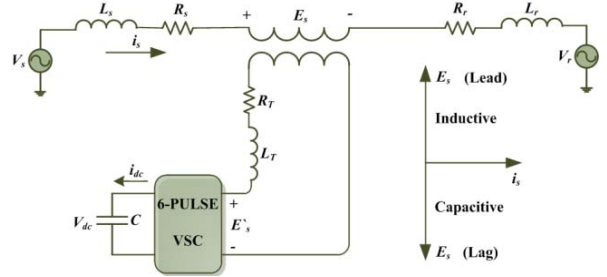 Ls
Rs
+ Es -
Rr
Lr
is
Vs
Vr
RT
LT
Es (Lead)
Inductive
is
Capacitive
Es (Lag)
idc
Vdc
C
6-PULSE
VSC
+
E`s
-